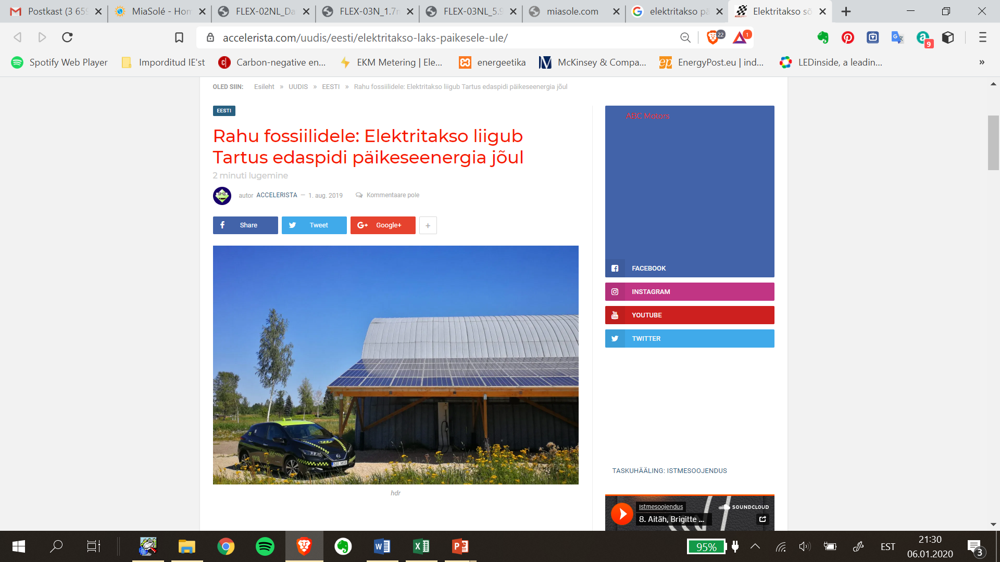 Postkast (3 659
MiaSolé - Hom
FLEX-02NL_Da
FLEX-03N_1.7m
FLEX-03NL_5.9
miasole.com
elektritakso pä
Elektritakso sõ
accelerista.com/uudis/eesti/elektritakso-laks-paikesele-ule/
22
1
9
Spotify Web Player
Imporditud IE'st
Carbon-negative en...
EKM Metering | Ele...
energeetika
McKinsey & Compa...
EnergyPost.eu | ind...
LEDinside, a leadin...
»
OLED SIIN: Esileht » UUDIS » EESTI » Rahu fossiilidele: Elektritakso liigub Tartus edaspidi päikeseenergia jõul
EESTI
Rahu fossiilidele: Elektritakso liigub
Tartus edaspidi päikeseenergia jõul
2 minuti lugemine
autor ACCELERISTA — 1. aug. 2019 Kommentaare pole
Share
Tweet
G+ Google+
+
1918
hdr
ABC Motors
FACEBOOK
INSTAGRAM
YOUTUBE
TWITTER
TASKUHÄÄLING: ISTMESOOJENDUS
Istmesoojendus
SOUNDCLOUD
8. Aitäh, Brigitte ...
95%
EST
21:30
06.01.2020
3